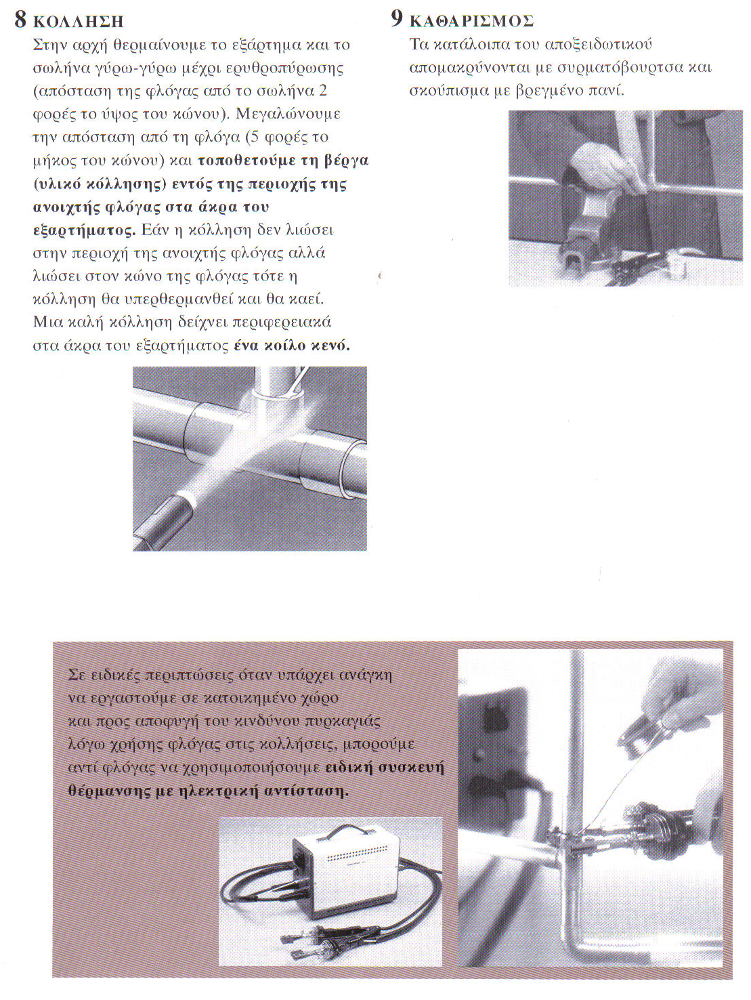 8 ΚΟΛΛΗΣΗ
Στην αρχή θερμαίνουμε το εξάρτημα και το
σωλήνα γύρω-γύρω μέχρι ερυθροπύρωσης
(απόσταση της φλόγας από το σωλήνα 2
φορές το ύψος του κώνου). Μεγαλώνουμε
την απόσταση από τη φλόγα (5 φορές το
μήκος του κώνου) και τοποθετούμε τη βέργα
(υλικό κόλλησης) εντός της περιοχής της
ανοιχτής φλόγας στα άκρα του
εξαρτήματος. Εάν η κόλληση δεν λιώσει
στην περιοχή της ανοιχτής φλόγας αλλά
λιώσει στον κώνο της φλόγας τότε η
κόλληση θα υπερθερμανθεί και θα καεί.
Μια καλή κόλληση δείχνει περιφερειακά
στα άκρα του εξαρτήματος ένα κοίλο κενό.
9 ΚΑΘΑΡΙΣΜΟΣ
Τα κατάλοιπα του αποξειδωτικού
απομακρύνονται με συρματόβουρτσα και
σκούπισμα με βρεγμένο πανί.
Σε ειδικές περιπτώσεις όταν υπάρχει ανάγκη
να εργαστούμε σε κατοικημένο χώρο
και προς αποφυγή του κινδύνου πυρκαγιάς
λόγω χρήσης φλόγας στις κολλήσεις, μπορούμε
αντί φλόγας να χρησιμοποιήσουμε ειδική συσκευή
θέρμανσης με ηλεκτρική αντίσταση.